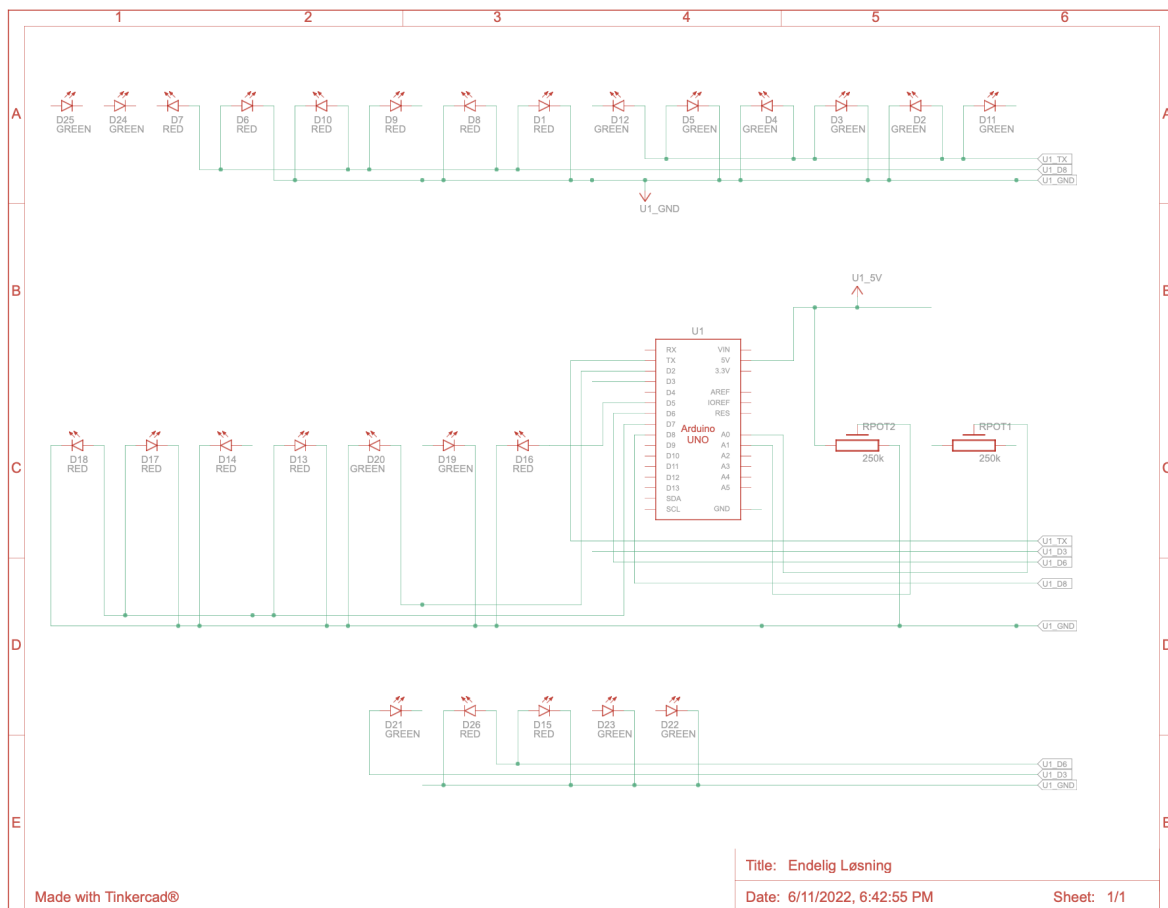 1 2 3 4 5 6
A A
D25 D24 D7 D6 D10 D9 D8 D1 D12 D5 D4 D3 D2 D11
GREEN GREEN RED RED RED RED RED RED GREEN GREEN GREEN GREEN GREEN GREEN
U1_TX
U1_D8
U1_GND
U1_GND
B B
U1_5V
U1
RX VIN
TX 5V
D2 3.3V
D3
D4 AREF
D5 IOREF
D6 RES
D7
Arduino
UNO
D8 A0
D9 A1
D10 A2
D11 A3
D12 A4
D13 A5
SDA
SCL GND
RPOT2 RPOT1
250k 250k
C C
D18 D17 D14 D13 D20 D19 D16
RED RED RED RED GREEN GREEN RED
U1_TX
U1_D3
U1_D6
U1_D8
U1_GND
D D
D21 D26 D15 D23 D22
GREEN RED RED GREEN GREEN
U1_D6
U1_D3
U1_GND
E E
Title: Endelig Løsning
Made with Tinkercad®
Date: 6/11/2022, 6:42:55 PM Sheet: 1/1